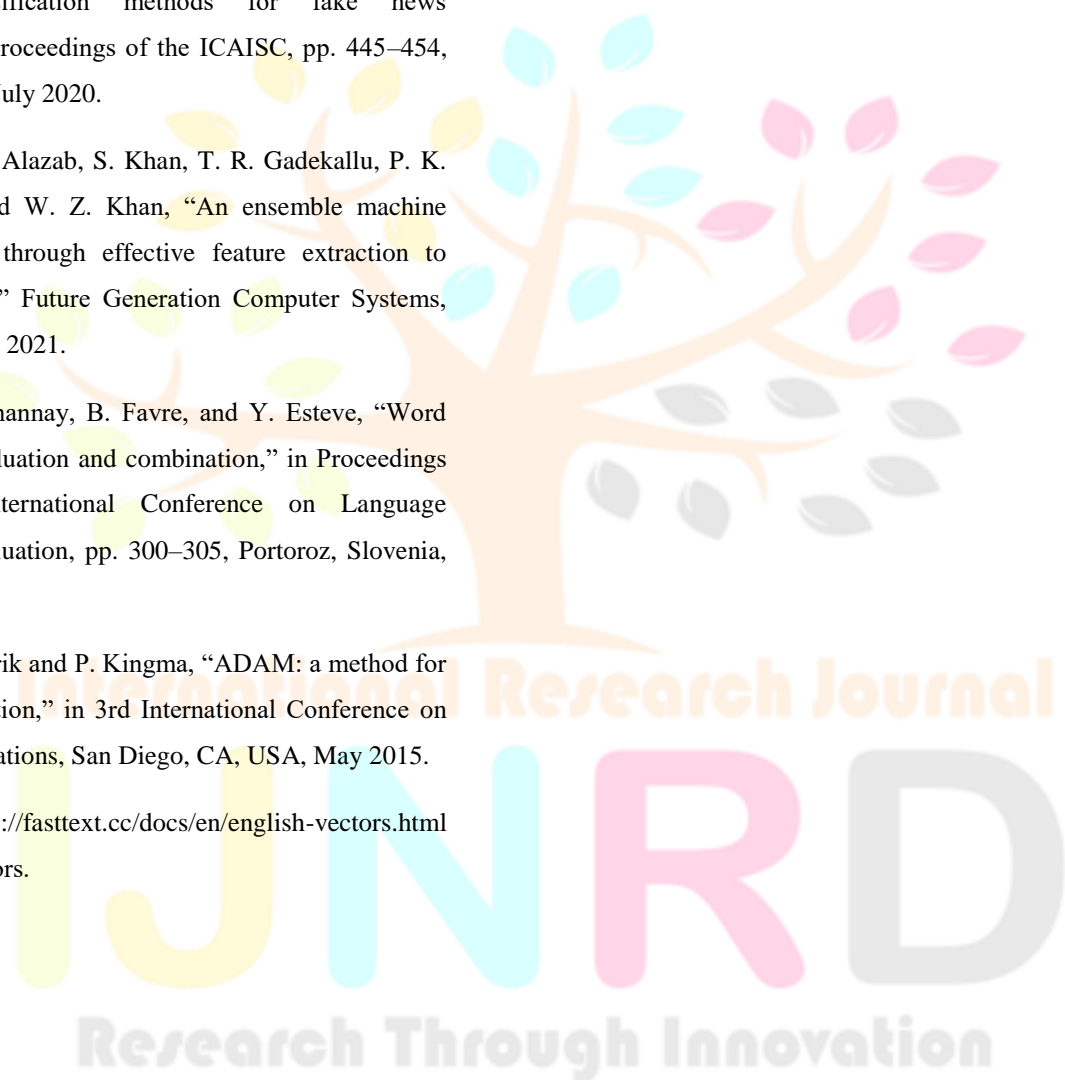 methods for fake news
roceedings of the ICAISC, pp. 445–454,
uly 2020.
Alazab, S. Khan, T. R. Gadekallu, P. K.
d W. Z. Khan, “An ensemble machine
through effective feature extraction to
” Future Generation Computer Systems,
2021.
hannay, B. Favre, and Y. Esteve, “Word
luation and combination,” in Proceedings
ternational Conference on Language
luation, pp. 300–305, Portoroz, Slovenia,
rik and P. Kingma, “ADAM: a method for
tion,” in 3rd International Conference on
ations, San Diego, CA, USA, May 2015.
://fasttext.cc/docs/en/english-vectors.html
ors.
International Research Journal
IJNRD
Research Through Innovation